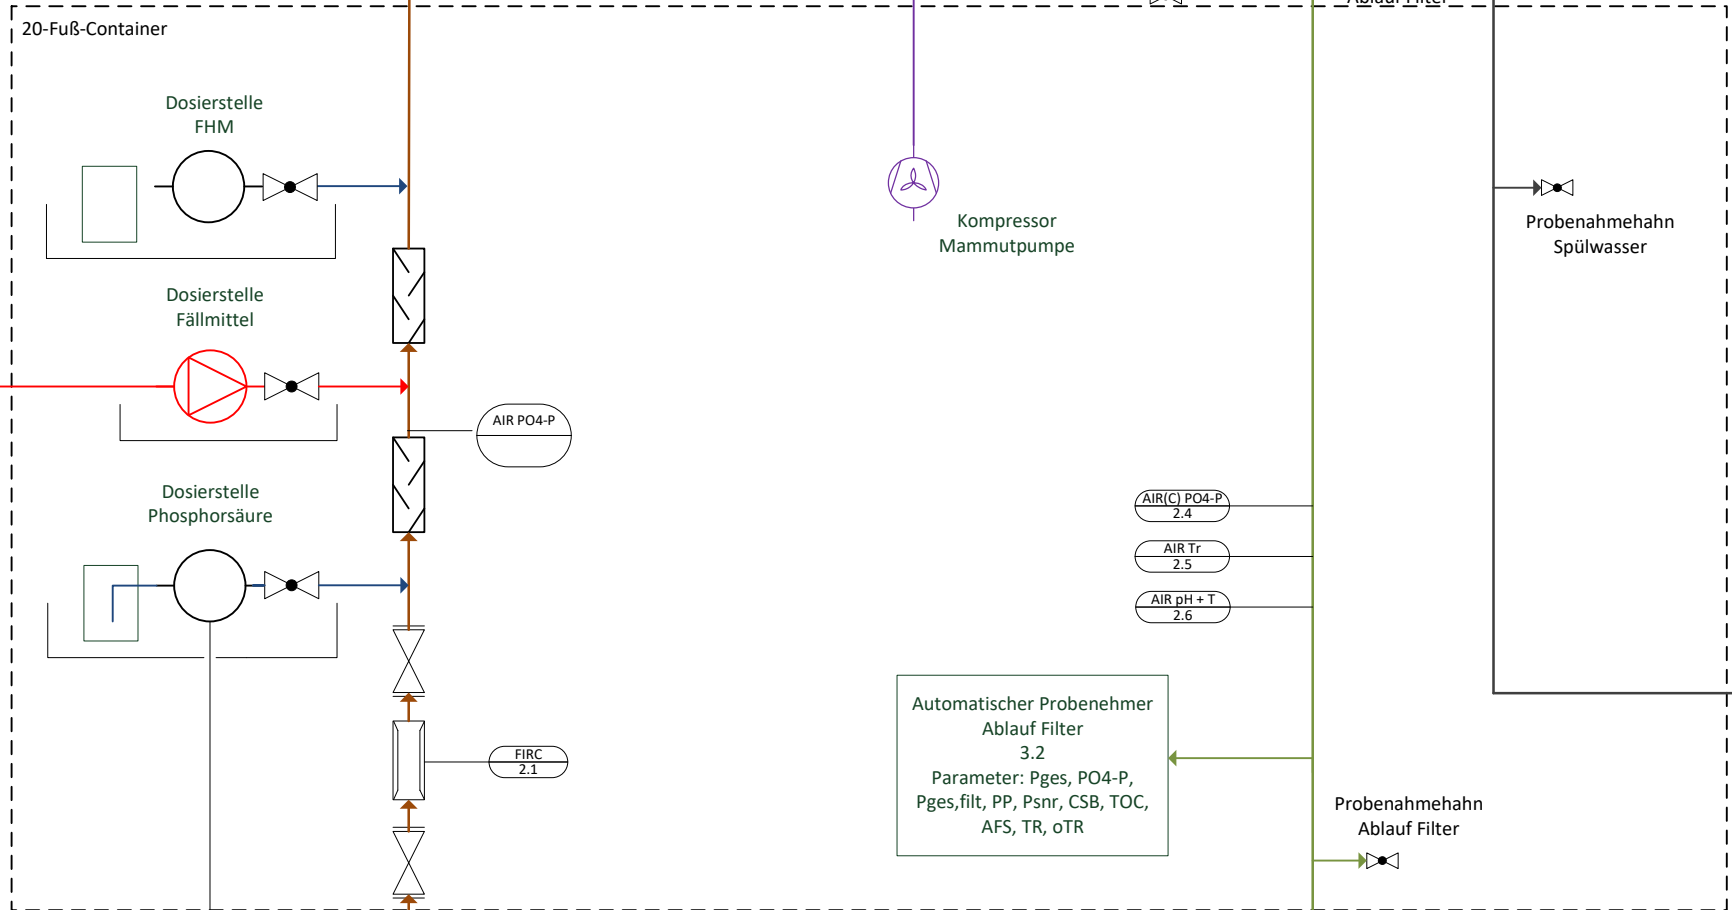 Ablauf Filter
20-Fuß-Container
Dosierstelle
FHM
Kompressor
Mammutpumpe
Probenahmehahn
Spülwasser
Dosierstelle
Fällmittel
AIR PO4-P
Dosierstelle
Phosphorsäure
AIR(C) PO4-P
2.4
AIR Tr
2.5
AIR pH + T
2.6
FIRC
2.1
Automatischer Probenehmer
Ablauf Filter
3.2
Parameter: Pges, PO4-P,
Pges,filt, PP, Psnr, CSB, TOC,
AFS, TR, oTR
Probenahmehahn
Ablauf Filter